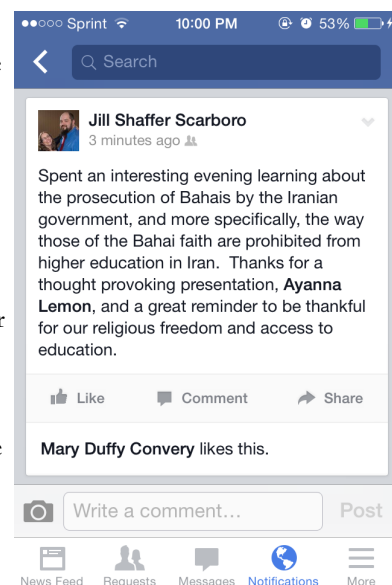 Sprint 10:00 PM 53%
Search
Jill Shaffer Scarboro
3 minutes ago
Spent an interesting evening learning about
the prosecution of Bahais by the Iranian
government, and more specifically, the way
those of the Bahai faith are prohibited from
higher education in Iran. Thanks for a
thought provoking presentation, Ayanna
Lemon, and a great reminder to be thankful
for our religious freedom and access to
education.
Like Comment Share
Mary Duffy Convery likes this.
Write a comment... Post
News Feed Requests Messages Notifications More